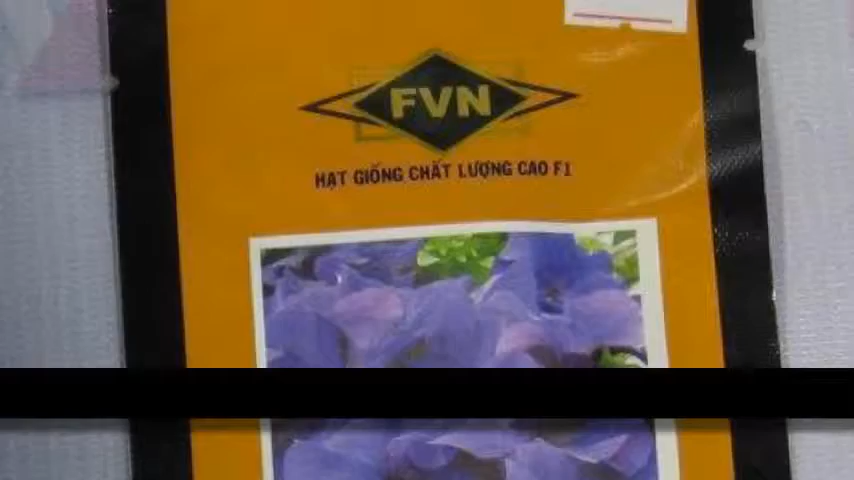 FVN
HẠT GIỐNG CHẤT LƯỢNG CAO F1